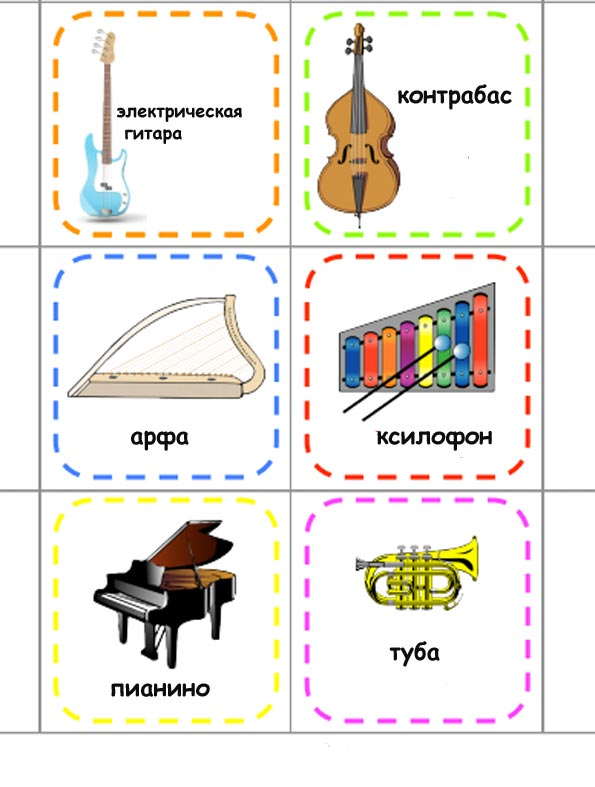 электрическая
гитара
контрабас
арфа
ксилофон
пианино
туба